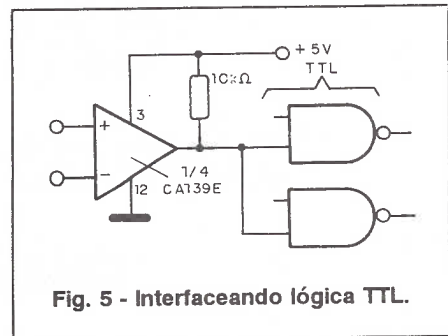 + 5V
TTL
10kΩ
3
+
−
12
1/4
CA139E
Fig. 5 - Interfaceando lógica TTL.